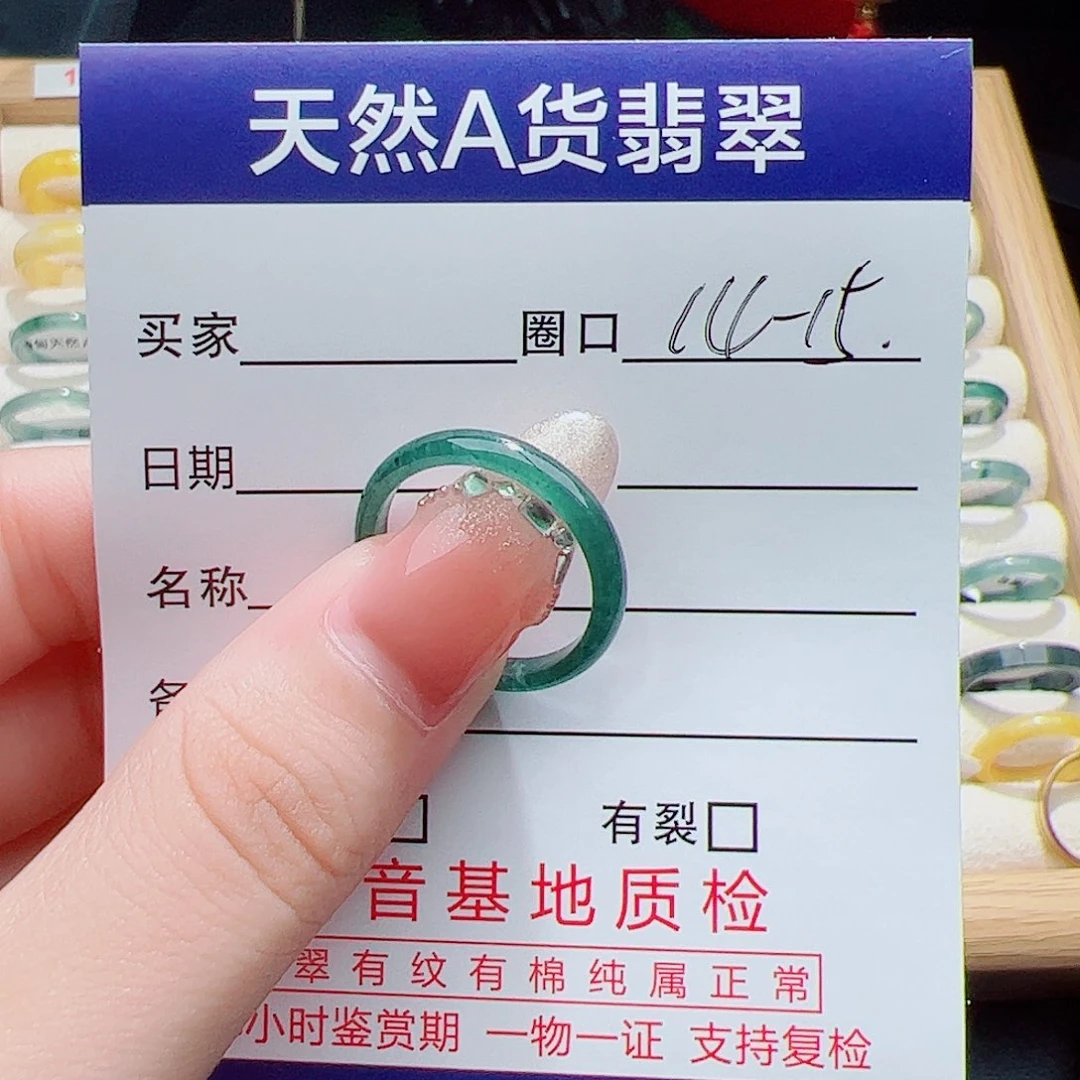 天然A货翡翠
买家 圈口 14-15.
日期
名称
有裂
音基地质检
翠有纹有棉纯属正常
小时鉴赏期 一物一证 支持复检